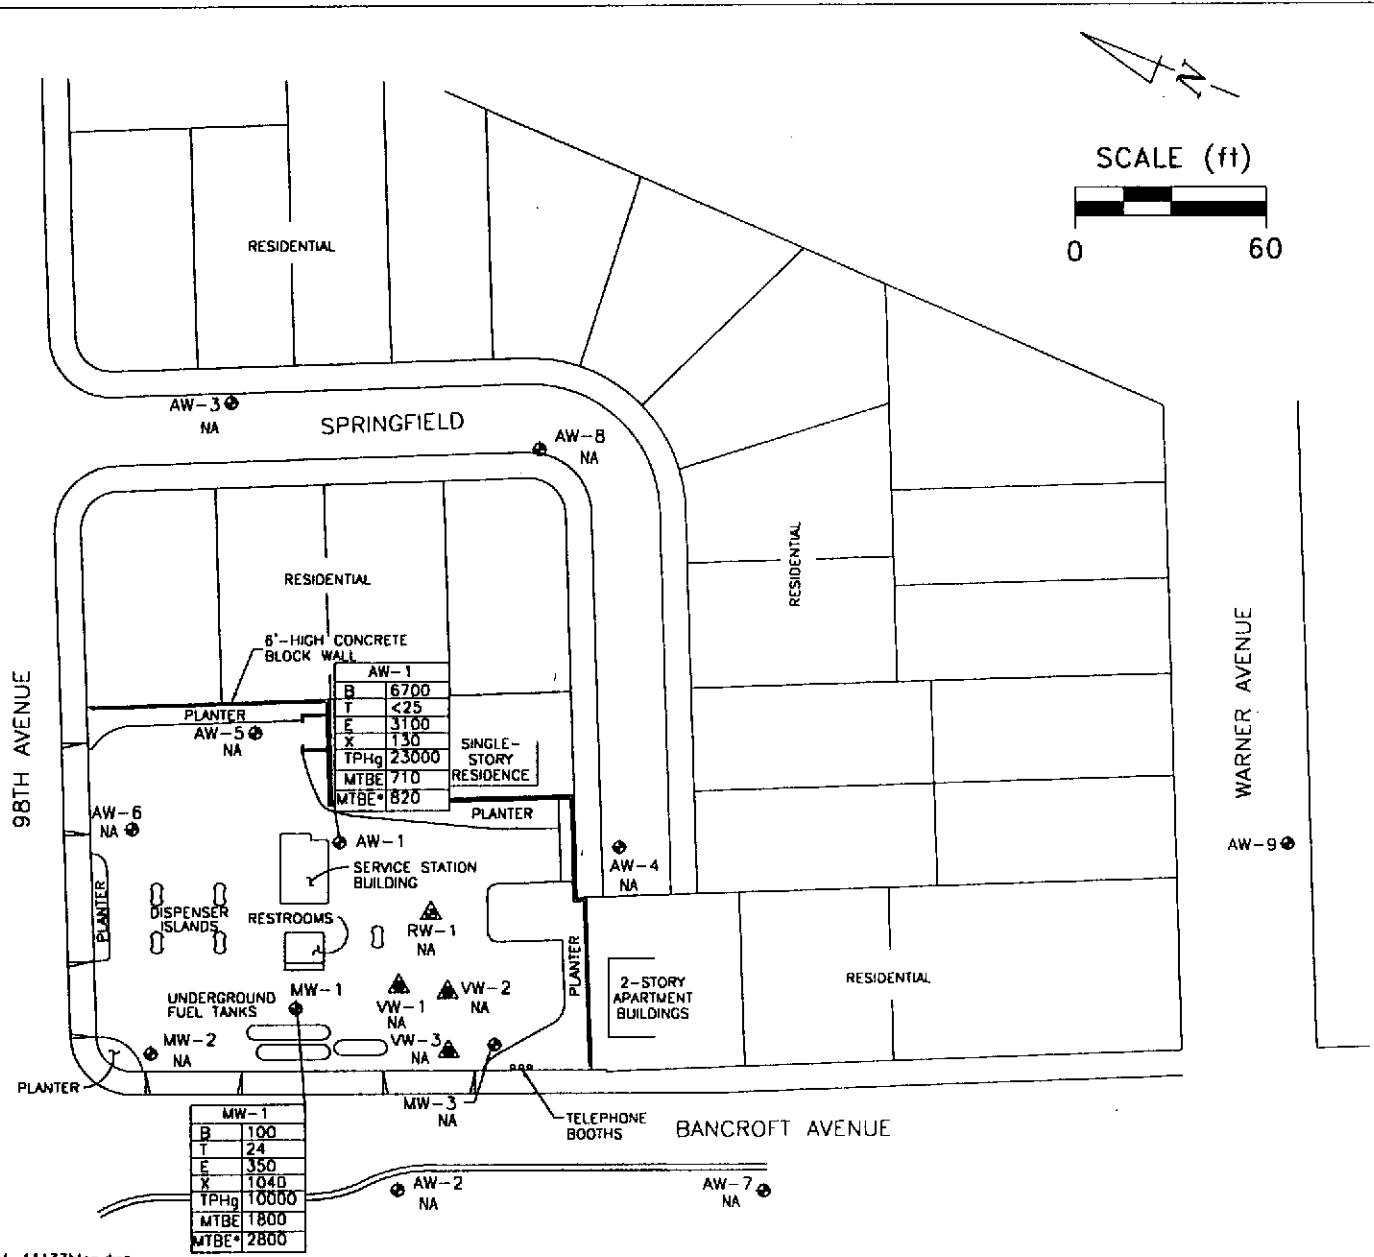 N
SCALE (ft)
0 60
RESIDENTIAL
AW-3
NA
SPRINGFIELD
AW-8
NA
RESIDENTIAL
RESIDENTIAL
6'-HIGH CONCRETE
BLOCK WALL
AW-1
B 6700
T <25
E 3100
X 130
TPHg 23000
MTBE 710
MTBE* 820
98TH AVENUE
WARNER AVENUE
PLANTER
AW-5
NA
SINGLE-
STORY
RESIDENCE
PLANTER
AW-6
NA
AW-1
SERVICE STATION
BUILDING
AW-4
NA
AW-9
PLANTER
DISPENSER
ISLANDS
RESTROOMS
RW-1
NA
PLANTER
2-STORY
APARTMENT
BUILDINGS
RESIDENTIAL
UNDERGROUND
FUEL TANKS
MW-1
VW-1
NA
VW-2
NA
MW-2
NA
VW-3
NA
PLANTER
MW-3
NA
TELEPHONE
BOOTHS
BANCROFT AVENUE
MW-1
B 100
T 24
E 350
X 1040
TPHg 10000
MTBE 1800
MTBE* 2800
AW-2
NA
AW-7
NA